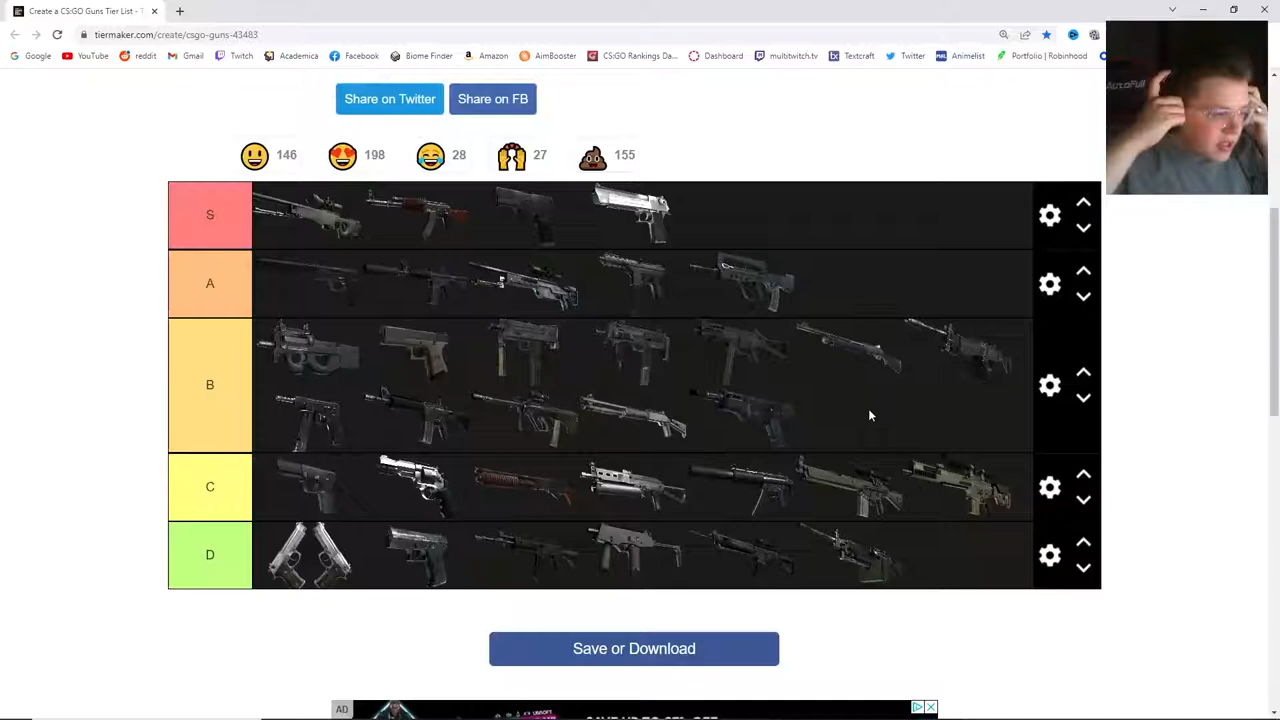 Create a CS:GO Guns Tier List - T
tiermaker.com/create/csgo-guns-43483
Google YouTube reddit Gmail Twitch Academica Facebook Biome Finder Amazon AimBooster CS:GO Rankings Da... Dashboard multitwitch.tv Textcraft Twitter Animelist Portfolio | Robinhood
Share on Twitter Share on FB
146 198 28 27 155
S
A
B
C
D
Save or Download
AD